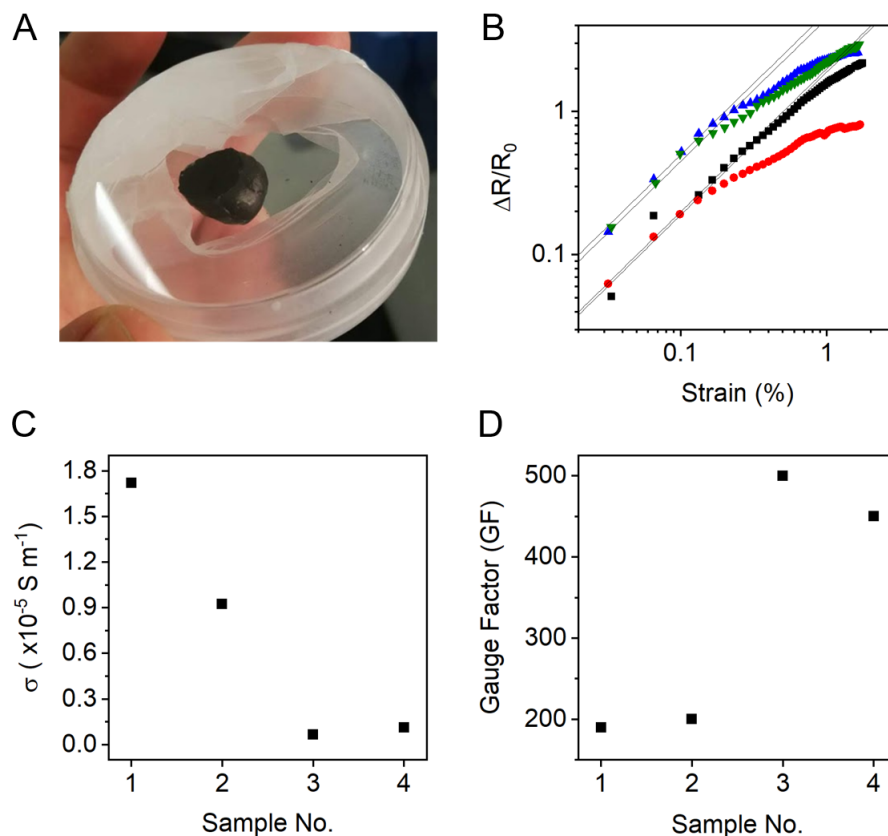 A
B
ΔR/R0
1
0.1
0.1
1
Strain (%)
C
σ ( x10-5 S m-1)
1.8
1.5
1.2
0.9
0.6
0.3
0.0
1
2
3
4
Sample No.
D
Gauge Factor (GF)
500
400
300
200
1
2
3
4
Sample No.